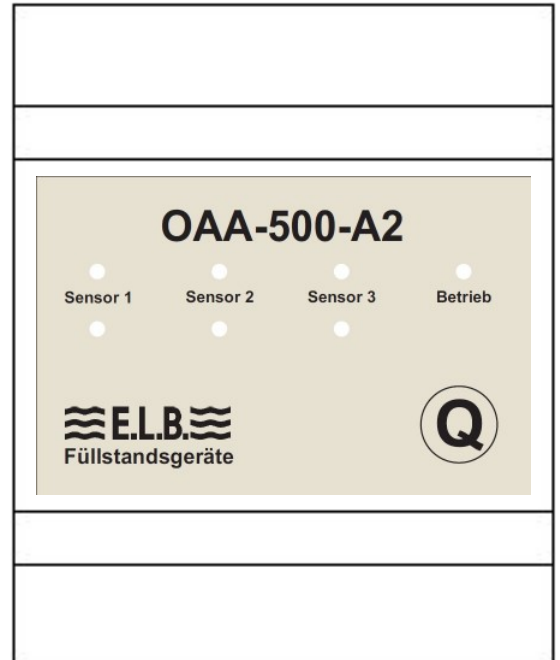 OAA-500-A2
Sensor 1 Sensor 2 Sensor 3 Betrieb
E.L.B.
Füllstandsgeräte
Q